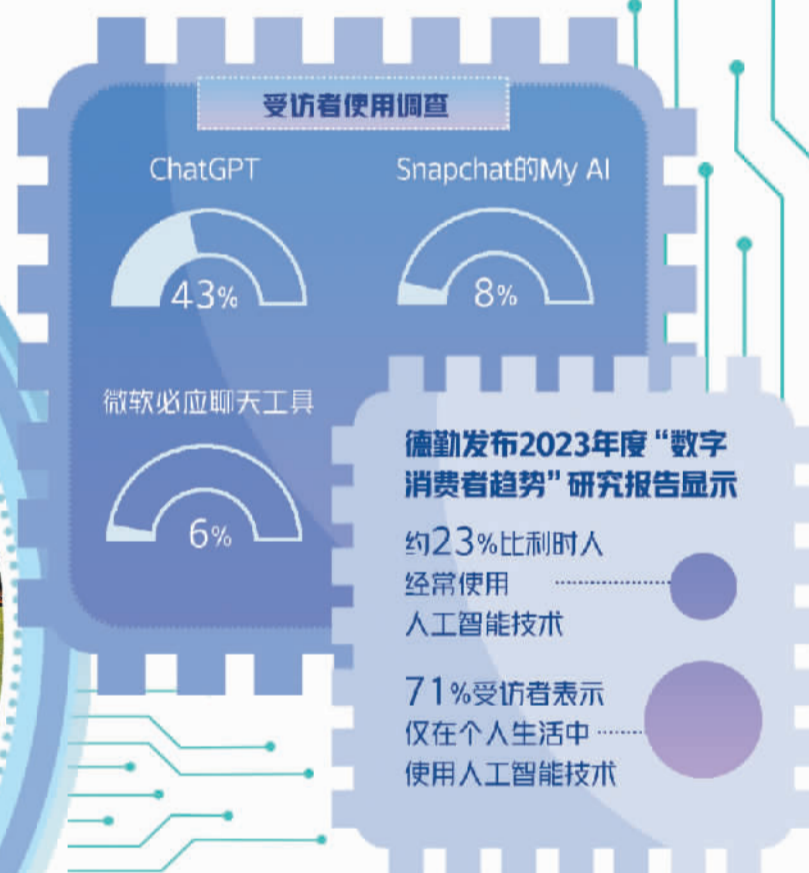 受访者使用调查
ChatGPT
43%
Snapchat的My AI
8%
微软必应聊天工具
6%
德勤发布2023年度“数字
消费者趋势”研究报告显示
约23%比利时人
经常使用
人工智能技术
71%受访者表示
仅在个人生活中
使用人工智能技术